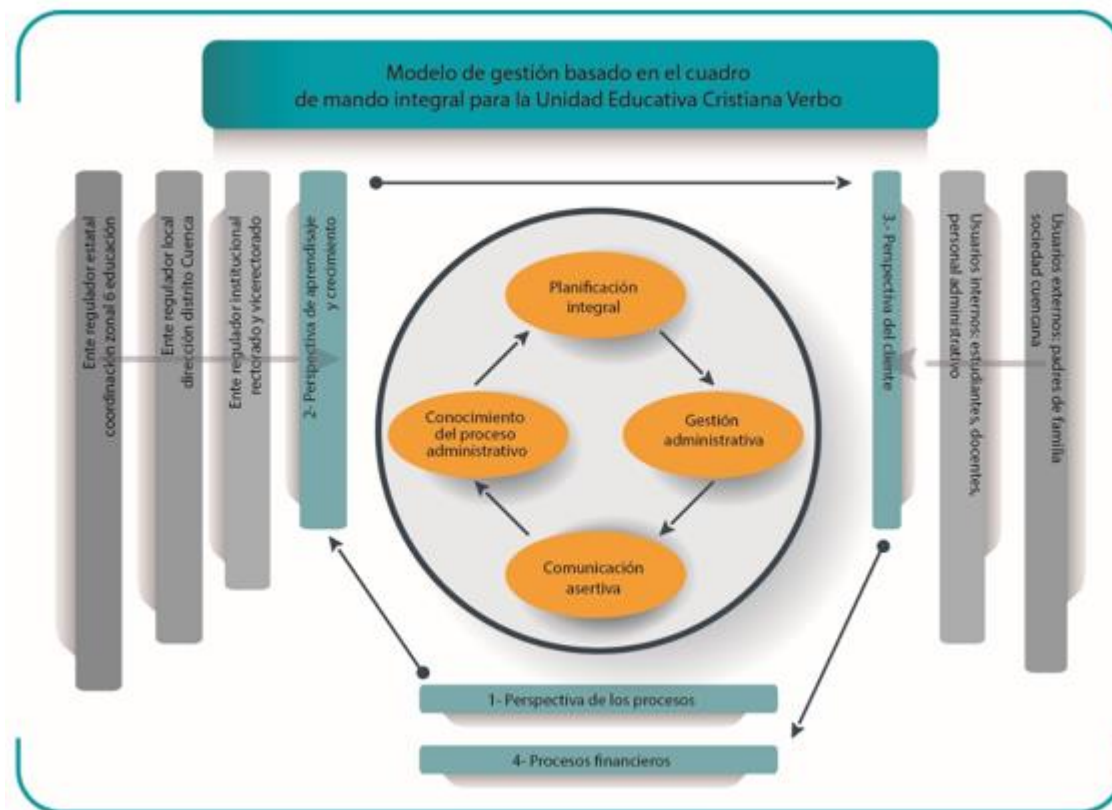 Modelo de gestión basado en el cuadro
de mando integral para la Unidad Educativa Cristiana Verbo
Ente regulador estatal
coordinación zonal 6 educación
Ente regulador local
dirección distrito Cuenca
Ente regulador institucional
rectorado y vicerectorado
2- Perspectiva de aprendisaje
y crecimiento
Planificación
integral
Conocimiento
del proceso
administrativo
Gestión
administrativa
Comunicación
asertiva
3.- Perspectiva del cliente
Usuarios internos: estudiantes, docentes,
personal administrativo
Usuarios externos: padres de familia
sociedad cuencana
1- Perspectiva de los procesos
4- Procesos financieros